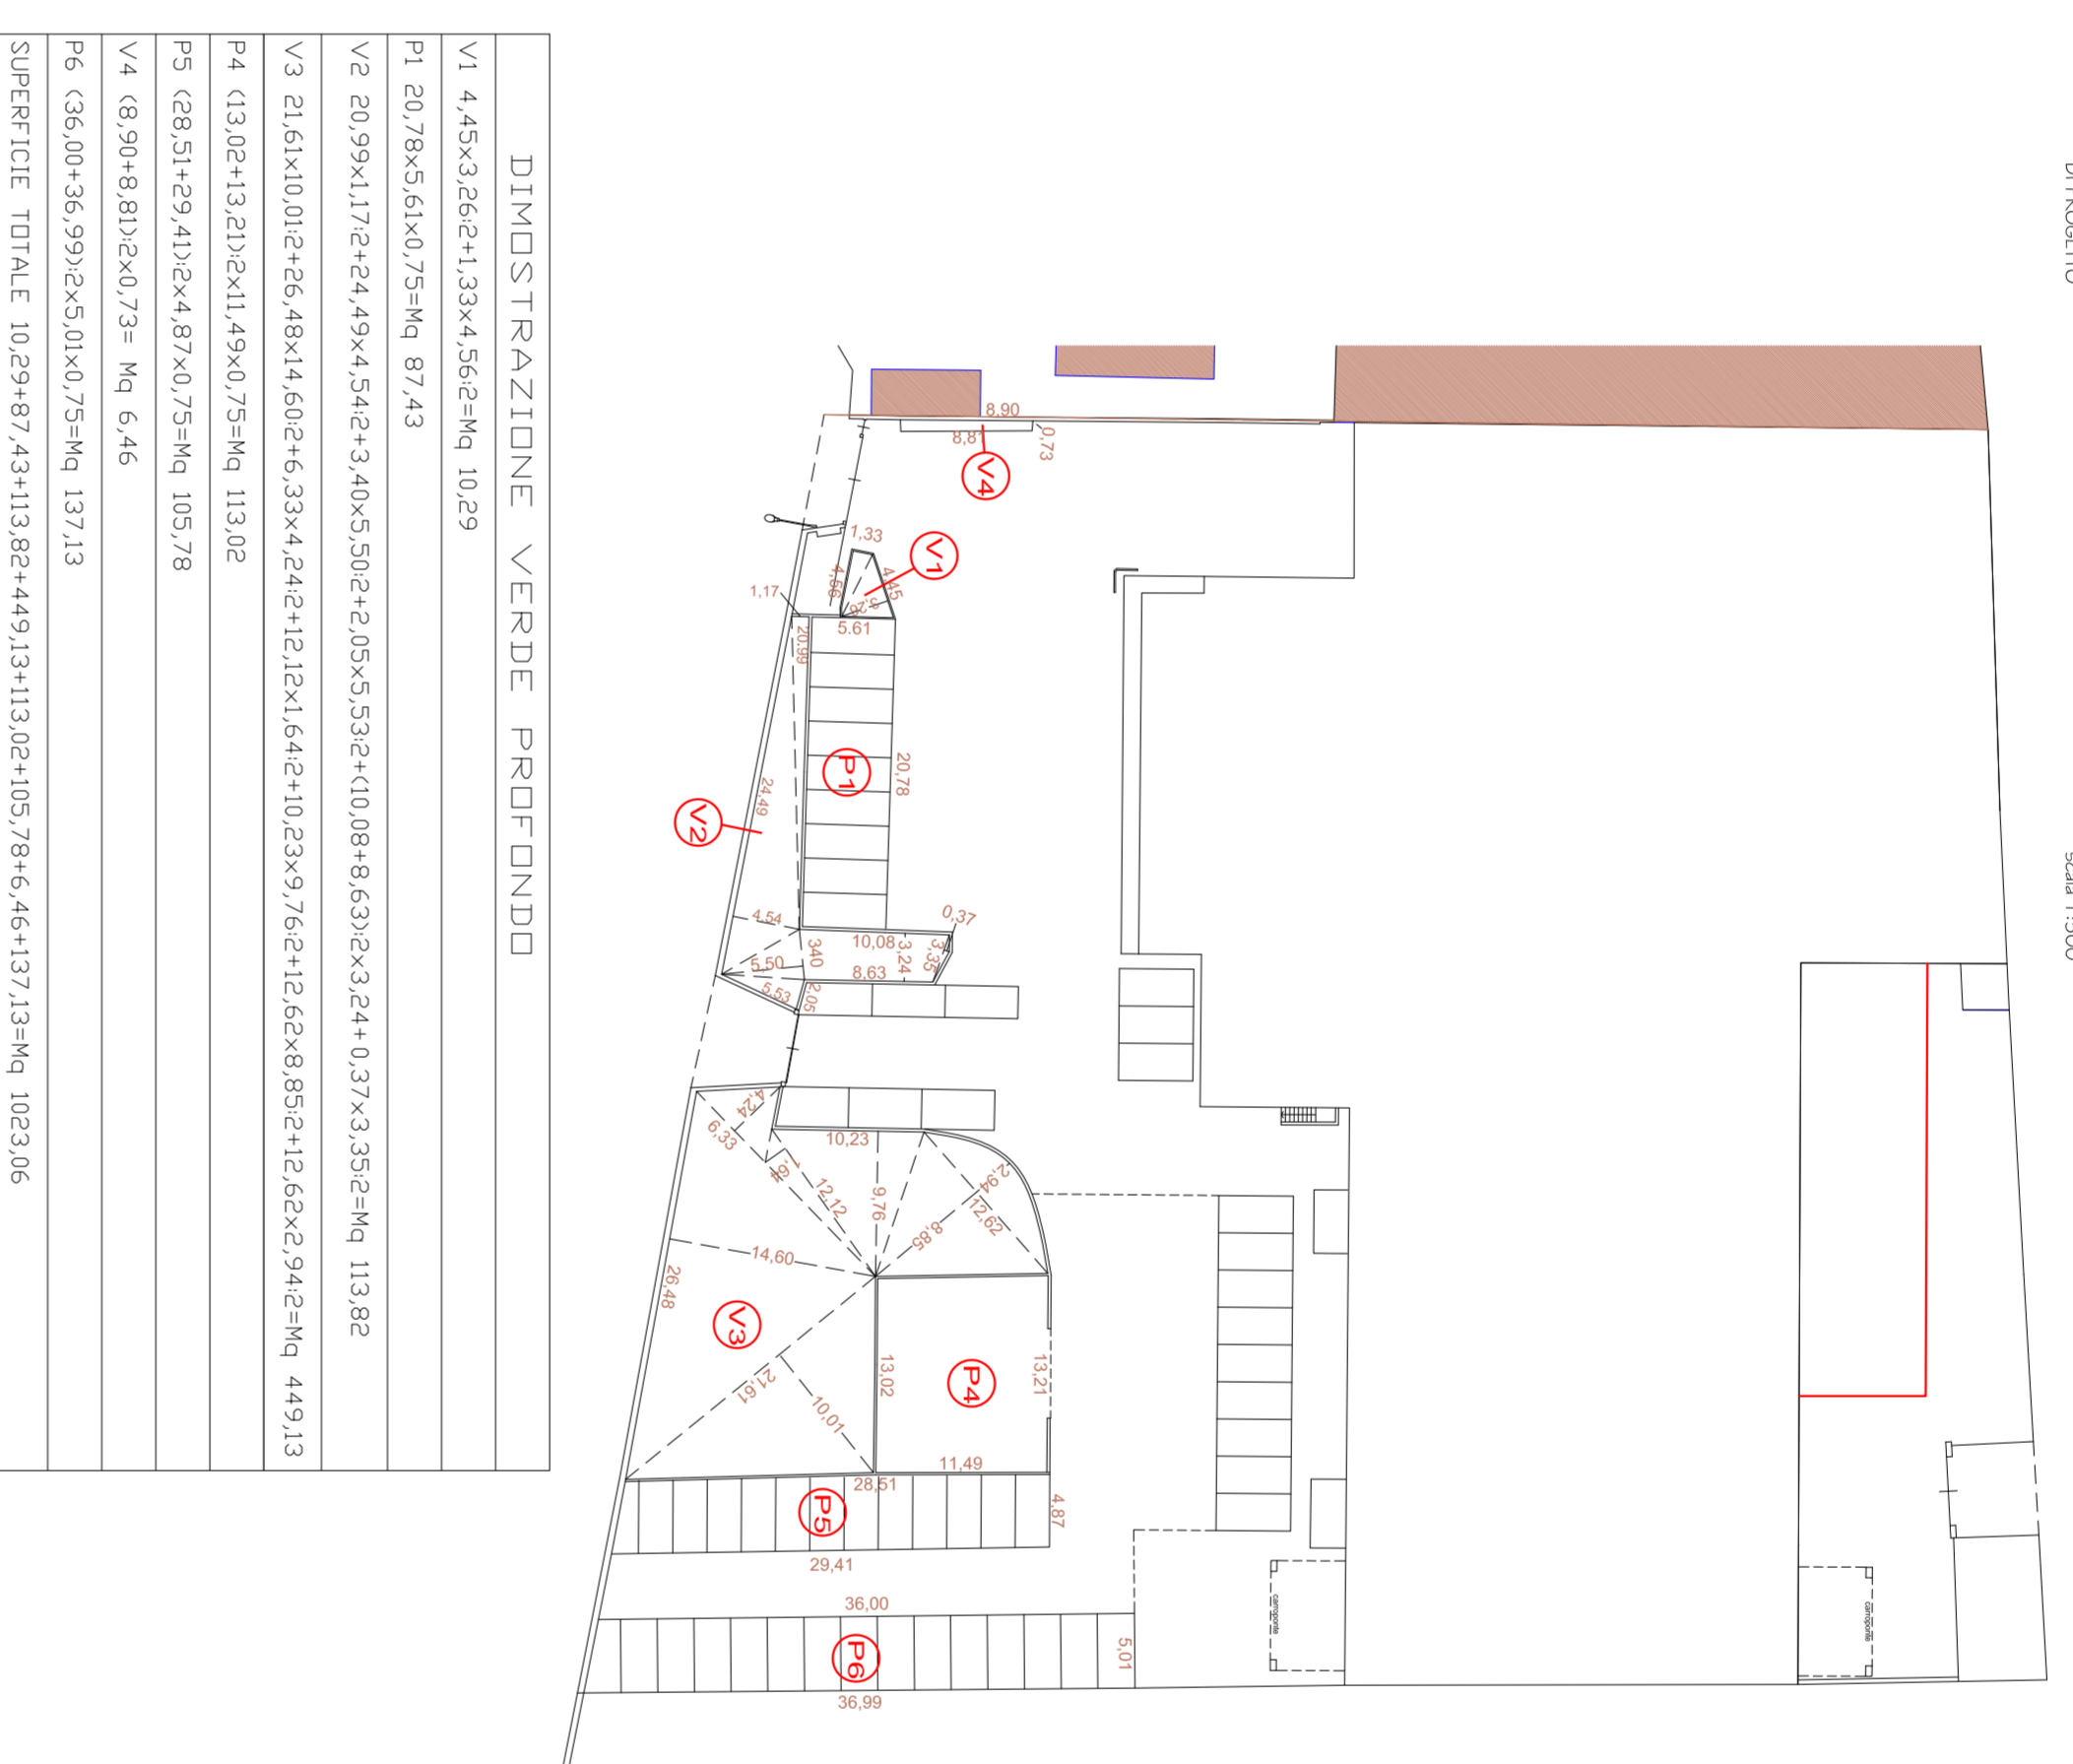 DIMOSTRAZIONE VERDE PROFONDO
V1 4,45x3,26:2+1,33x4,56:2=Mq 10,29
P1 20,78x5,61x0,75=Mq 87,43
V2 20,99x1,17:2+24,49x4,54:2+3,40x5,50:2+2,05x5,53:2+(10,08+8,63):2x3,24+0,37x3,35:2=Mq 113,82
V3 21,61x10,01:2+26,48x14,60:2+6,33x4,24:2+12,12x1,64:2+10,23x9,76:2+12,62x8,85:2+12,62x2,94:2=Mq 449,13
P4 (13,02+13,21):2x11,49x0,75=Mq 113,02
P5 (28,51+29,41):2x4,87x0,75=Mq 105,78
V4 (8,90+8,81):2x0,73= Mq 6,46
P6 (36,00+36,99):2x5,01x0,75=Mq 137,13
SUPERFICIE TOTALE 10,29+87,43+113,82+449,13+113,02+105,78+6,46+137,13=Mq 1023,06
8,90
8,81
0,73
V4
1,33
V1
4,45
4,56
3,26
1,17
5.61
20.99
P1
20,78
24,49
V2
4,54
0,37
10,08
3,24
3,35
340
5,50
8,63
5,53
2,05
4,24
6,33
10,23
1,64
12,12
9,76
2,94
12,62
8,85
14,60
26,48
V3
13,02
P4
13,21
21,61
10,01
11,49
28,51
P5
4,87
29,41
36,00
P6
5,01
36,99
carroponte
carroponte